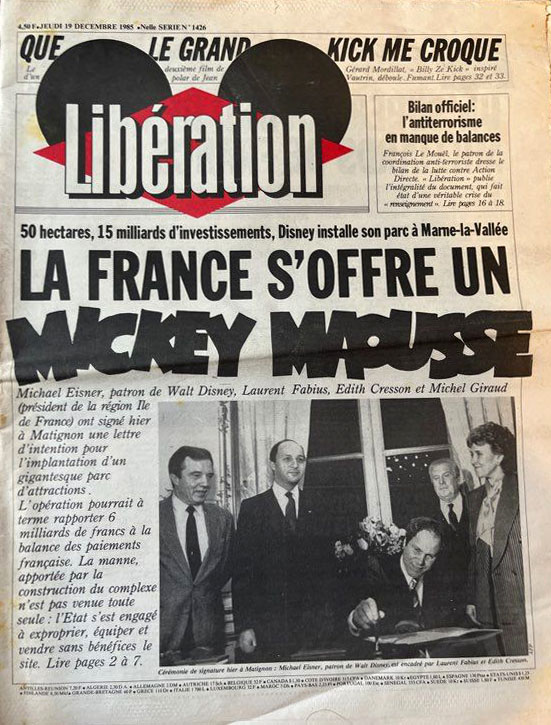 4,50 F • JEUDI 19 DECEMBRE 1985 • Nelle SERIE N° 1426
QUE LE GRAND KICK ME CROQUE
Le deuxième film de Gérard Mordillat, « Billy Ze Kick » inspiré
d'un polar de Jean Vautrin, déboule. Fumant. Lire pages 32 et 33.
Libération
Bilan officiel:
l'antiterrorisme
en manque de balances
François Le Mouël, le patron de la
coordination anti-terroriste dresse le
bilan de la lutte contre Action
Directe. « Libération » publie
l'intégralité du document, qui fait
état d'une véritable crise du
« renseignement ». Lire pages 16 à 18.
50 hectares, 15 milliards d'investissements, Disney installe son parc à Marne-la-Vallée
LA FRANCE S'OFFRE UN
MICKEY MAOUSSE
Michael Eisner, patron de Walt Disney, Laurent Fabius, Edith Cresson et Michel Giraud
(président de la région Ile
de France) ont signé hier
à Matignon une lettre
d'intention pour
l'implantation d'un
gigantesque parc
d'attractions.
L'opération pourrait à
terme rapporter 6
milliards de francs à la
balance des paiements
française. La manne,
apportée par la
construction du complexe
n'est pas venue toute
seule : l'Etat s'est engagé
à exproprier, équiper et
vendre sans bénéfices le
site. Lire pages 2 à 7.
Cérémonie de signature hier à Matignon : Michael Eisner, patron de Walt Disney, est encadré par Laurent Fabius et Edith Cresson.